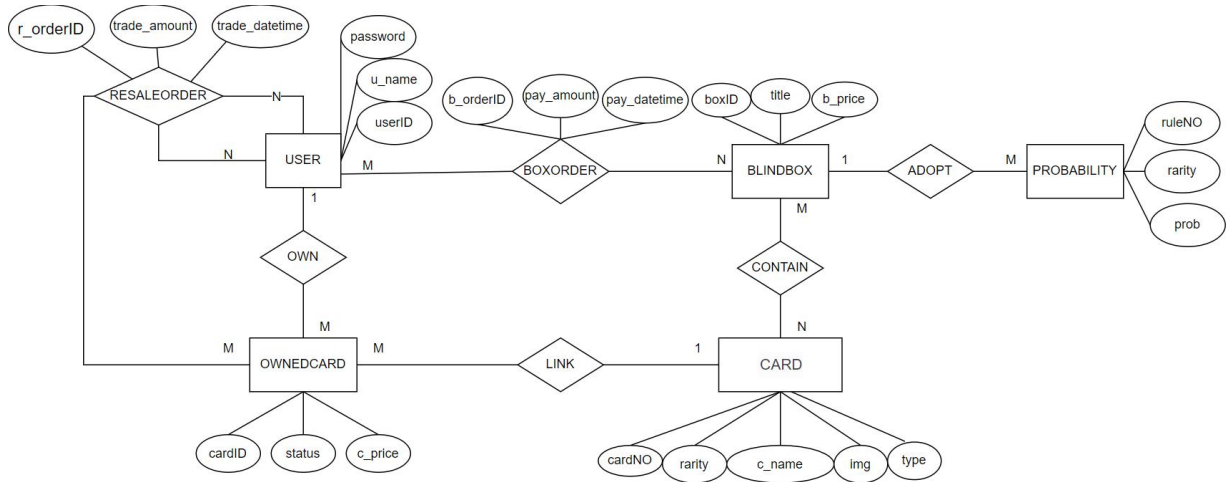 r_orderID
trade_amount
trade_datetime
password
u_name
userID
RESALEORDER
N
N
USER
M
b_orderID
pay_amount
pay_datetime
BOXORDER
N
boxID
title
b_price
BLINDBOX
1
ADOPT
M
PROBABILITY
ruleNO
rarity
prob
1
OWN
M
M
CONTAIN
N
M
OWNEDCARD
M
LINK
1
CARD
cardID
status
c_price
cardNO
rarity
c_name
img
type